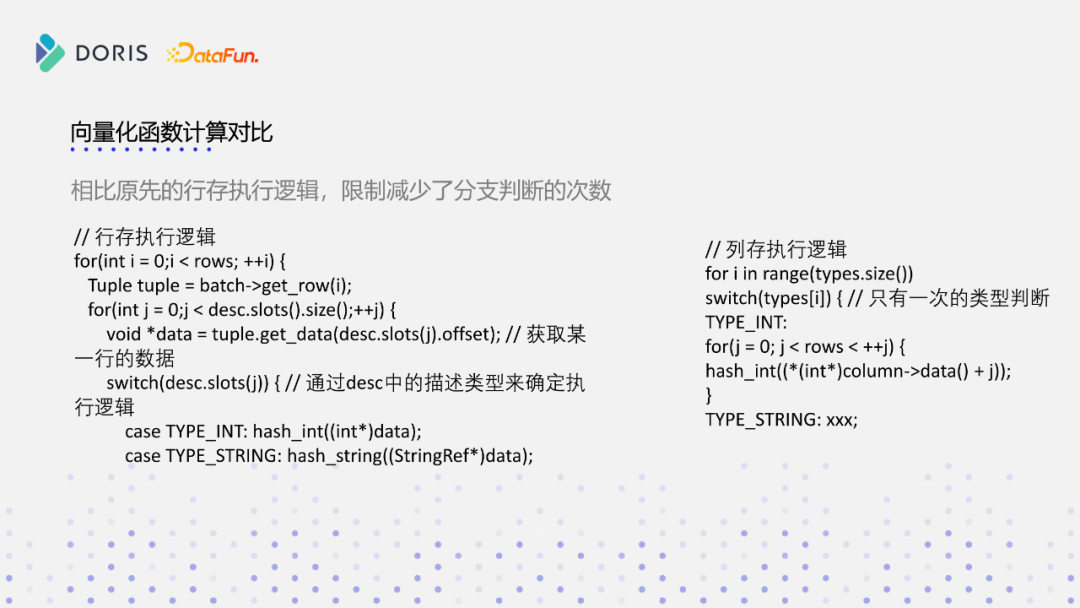 DORIS
DataFun.
向量化函数计算对比
相比原先的行存执行逻辑，限制减少了分支判断的次数
// 行存执行逻辑
for(int i = 0;i < rows; ++i) {
Tuple tuple = batch->get_row(i);
for(int j = 0;j < desc.slots().size();++j) {
void *data = tuple.get_data(desc.slots(j).offset); // 获取某
一行的数据
switch(desc.slots(j)) { // 通过desc中的描述类型来确定执
行逻辑
case TYPE_INT: hash_int((int*)data);
case TYPE_STRING: hash_string((StringRef*)data);
// 列存执行逻辑
for i in range(types.size())
switch(types[i]) { // 只有一次的类型判断
TYPE_INT:
for(j = 0; j < rows < ++j) {
hash_int((*(int*)column->data() + j));
}
TYPE_STRING: xxx;